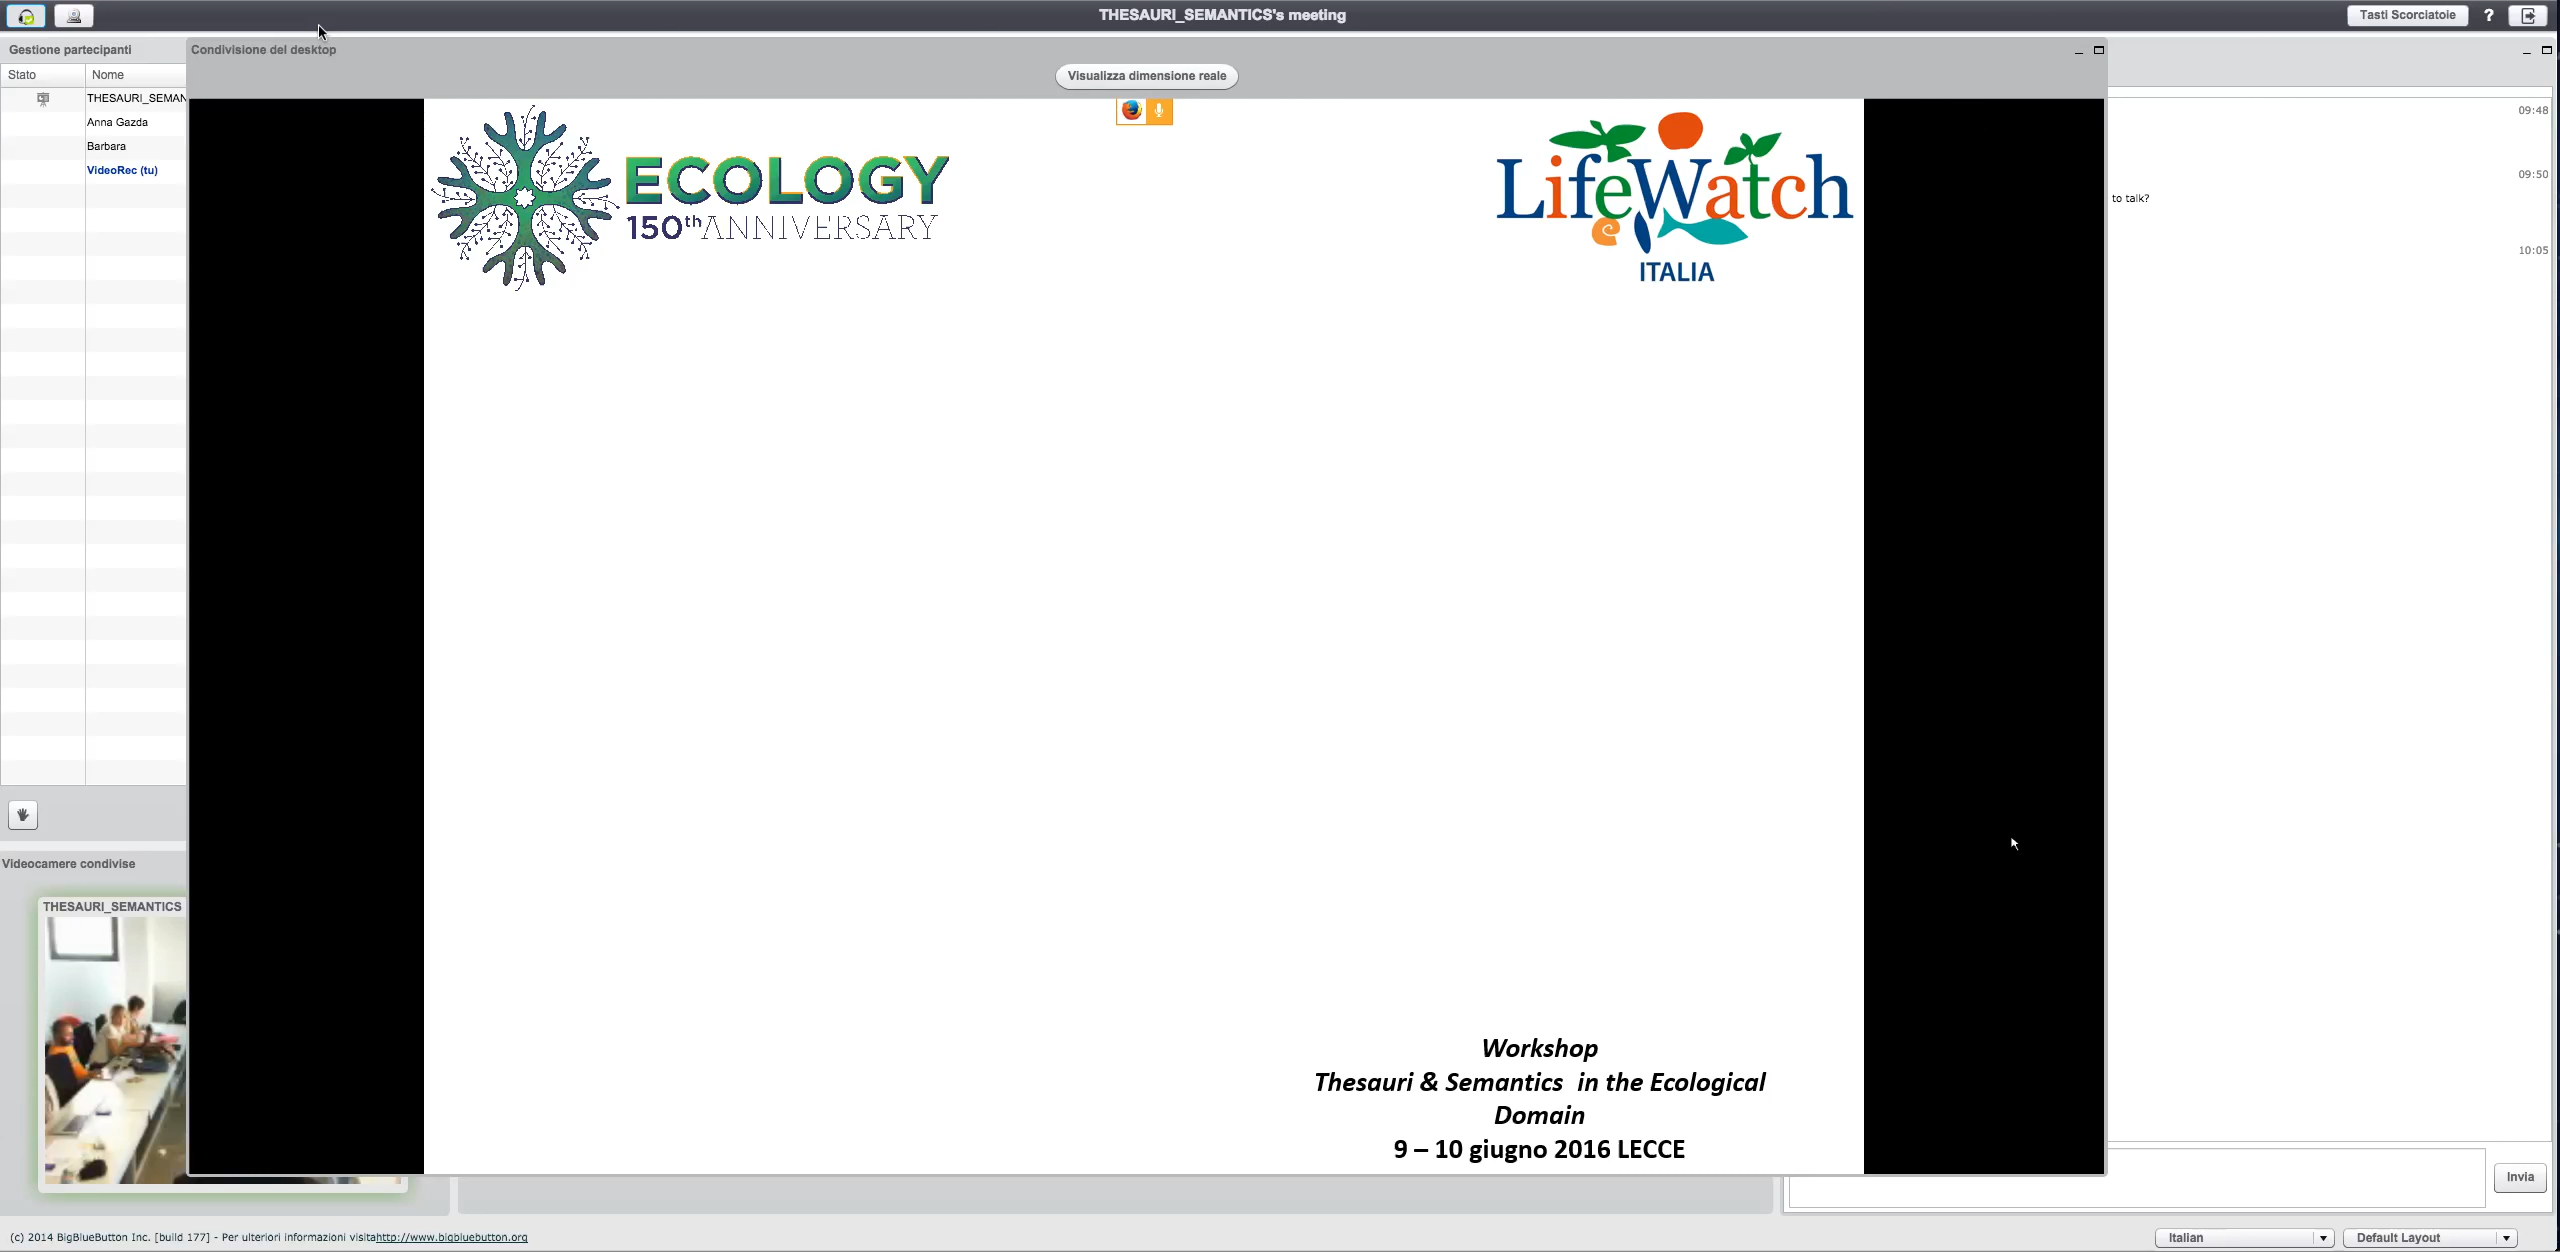 THESAURI_SEMANTICS's meeting
Tasti Scorciatoie
?
Gestione partecipanti
Condivisione del desktop
Stato
Nome
Visualizza dimensione reale
THESAURI_SEMAN
Anna Gazda
Barbara
VideoRec (tu)
ECOLOGY
150th ANNIVERSARY
LifeWatch
ITALIA
09:48
09:50
to talk?
10:05
Videocamere condivise
THESAURI_SEMANTICS
Workshop
Thesauri & Semantics in the Ecological
Domain
9 – 10 giugno 2016 LECCE
Invia
(c) 2014 BigBlueButton Inc. [build 177] - Per ulteriori informazioni visitahttp://www.bigbluebutton.org
Italian
Default Layout